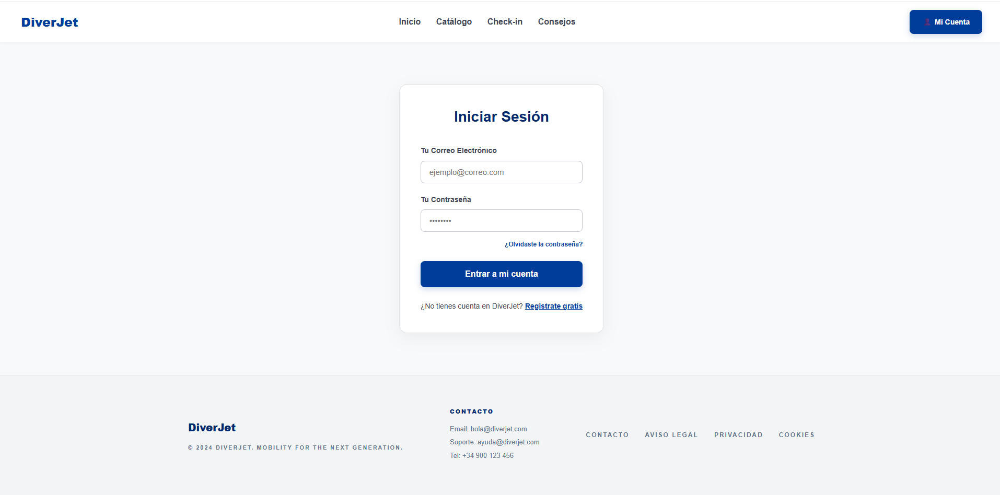 DiverJet
Inicio
Catálogo
Check-in
Consejos
Mi Cuenta
Iniciar Sesión
Tu Correo Electrónico
ejemplo@correo.com
Tu Contraseña
••••••••
¿Olvidaste la contraseña?
Entrar a mi cuenta
¿No tienes cuenta en DiverJet? Regístrate gratis
DiverJet
© 2024 DIVERJET. MOBILITY FOR THE NEXT GENERATION.
CONTACTO
Email: hola@diverjet.com
Soporte: ayuda@diverjet.com
Tel: +34 900 123 456
CONTACTO
AVISO LEGAL
PRIVACIDAD
COOKIES